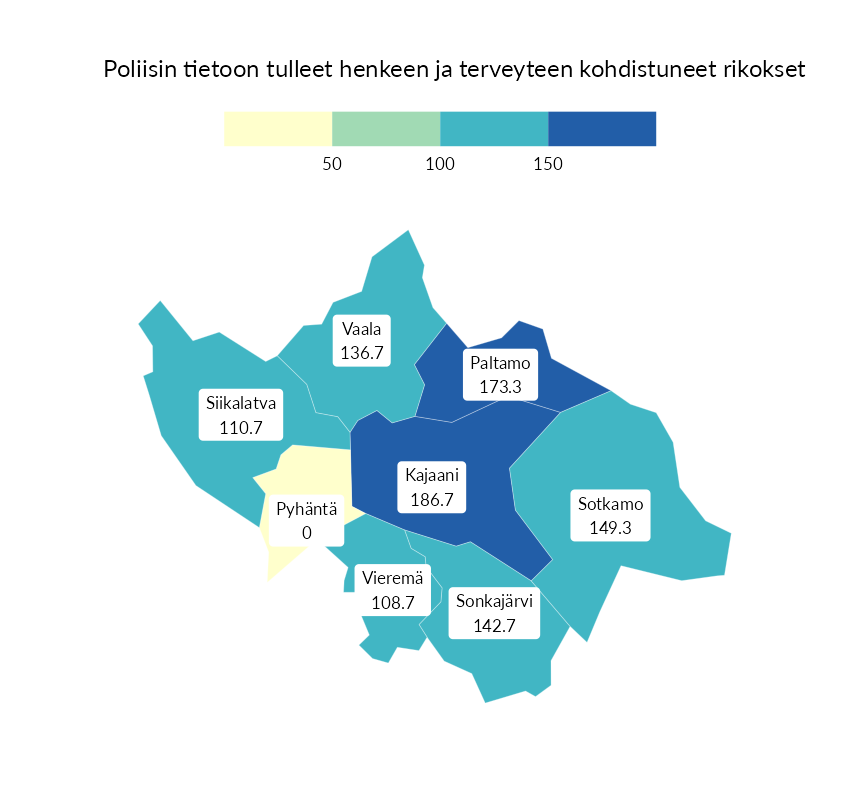 Poliisin tietoon tulleet henkeen ja terveyteen kohdistuneet rikokset
50
100
150
Vaala
136.7
Paltamo
173.3
Siikalatva
110.7
Kajaani
186.7
Pyhäntä
0
Sotkamo
149.3
Vieremä
108.7
Sonkajärvi
142.7